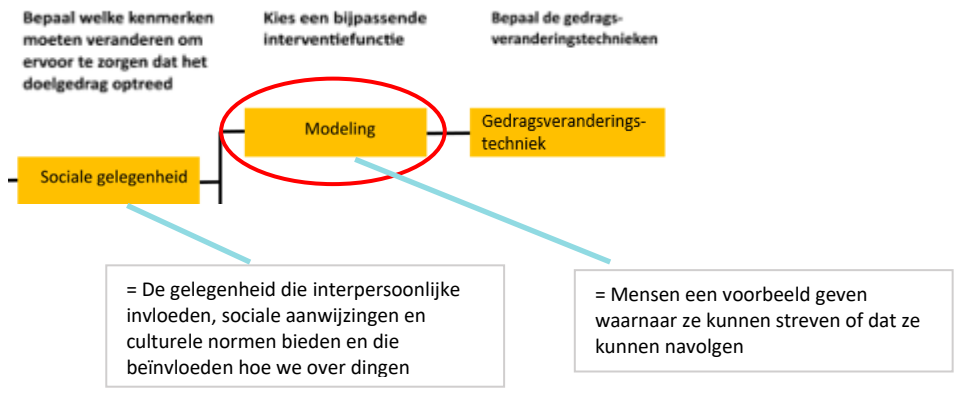 Bepaal welke kenmerken
moeten veranderen om
ervoor te zorgen dat het
doelgedrag optreed
Kies een bijpassende
interventiefunctie
Bepaal de gedrags-
veranderingstechnieken
Modeling
Gedragsveranderings-
techniek
Sociale gelegenheid
= De gelegenheid die interpersoonlijke
invloeden, sociale aanwijzingen en
culturele normen bieden en die
beïnvloeden hoe we over dingen
= Mensen een voorbeeld geven
waarnaar ze kunnen streven of dat ze
kunnen navolgen